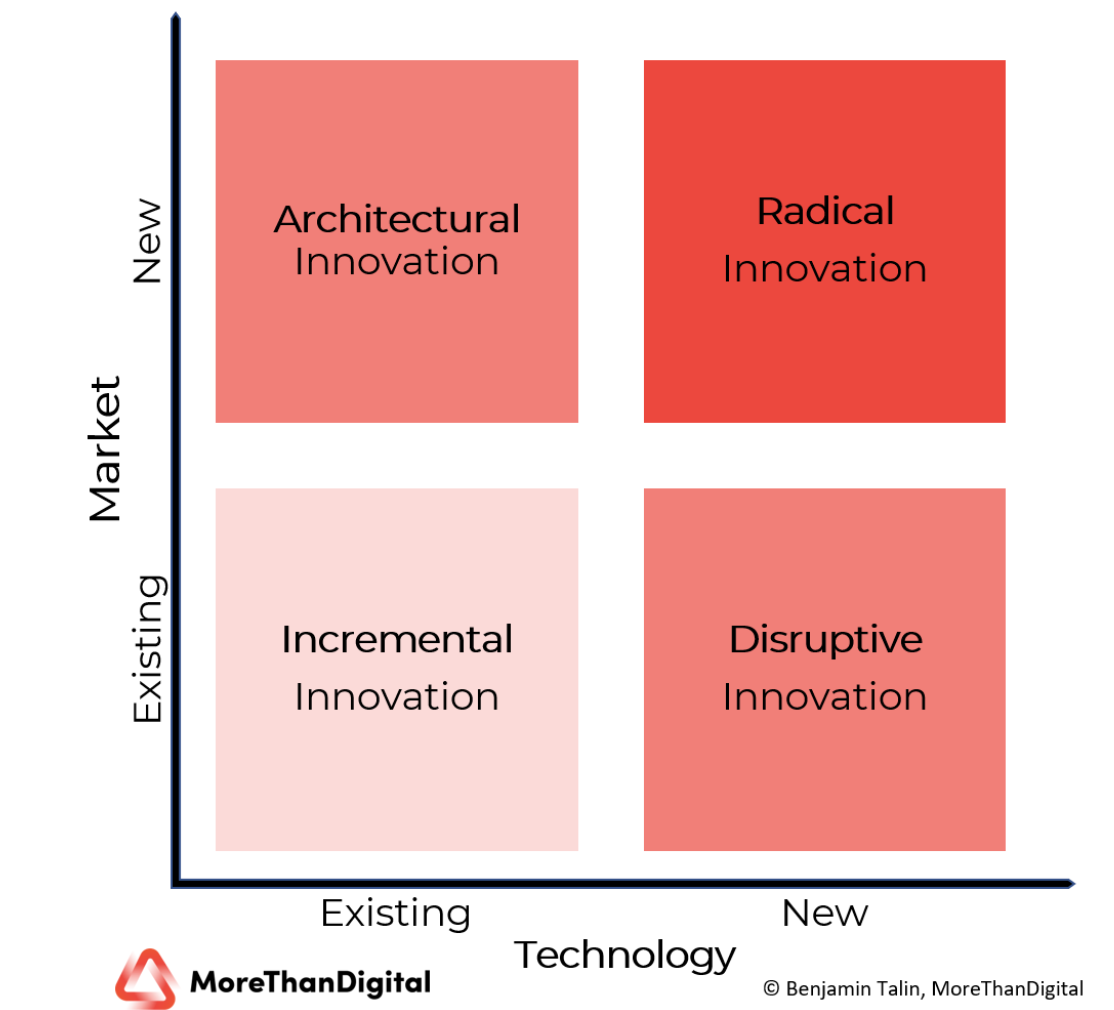 Architectural
Innovation
Radical
Innovation
New
Market
Existing
Incremental
Innovation
Disruptive
Innovation
Existing
New
Technology
MoreThanDigital
© Benjamin Talin, MoreThanDigital